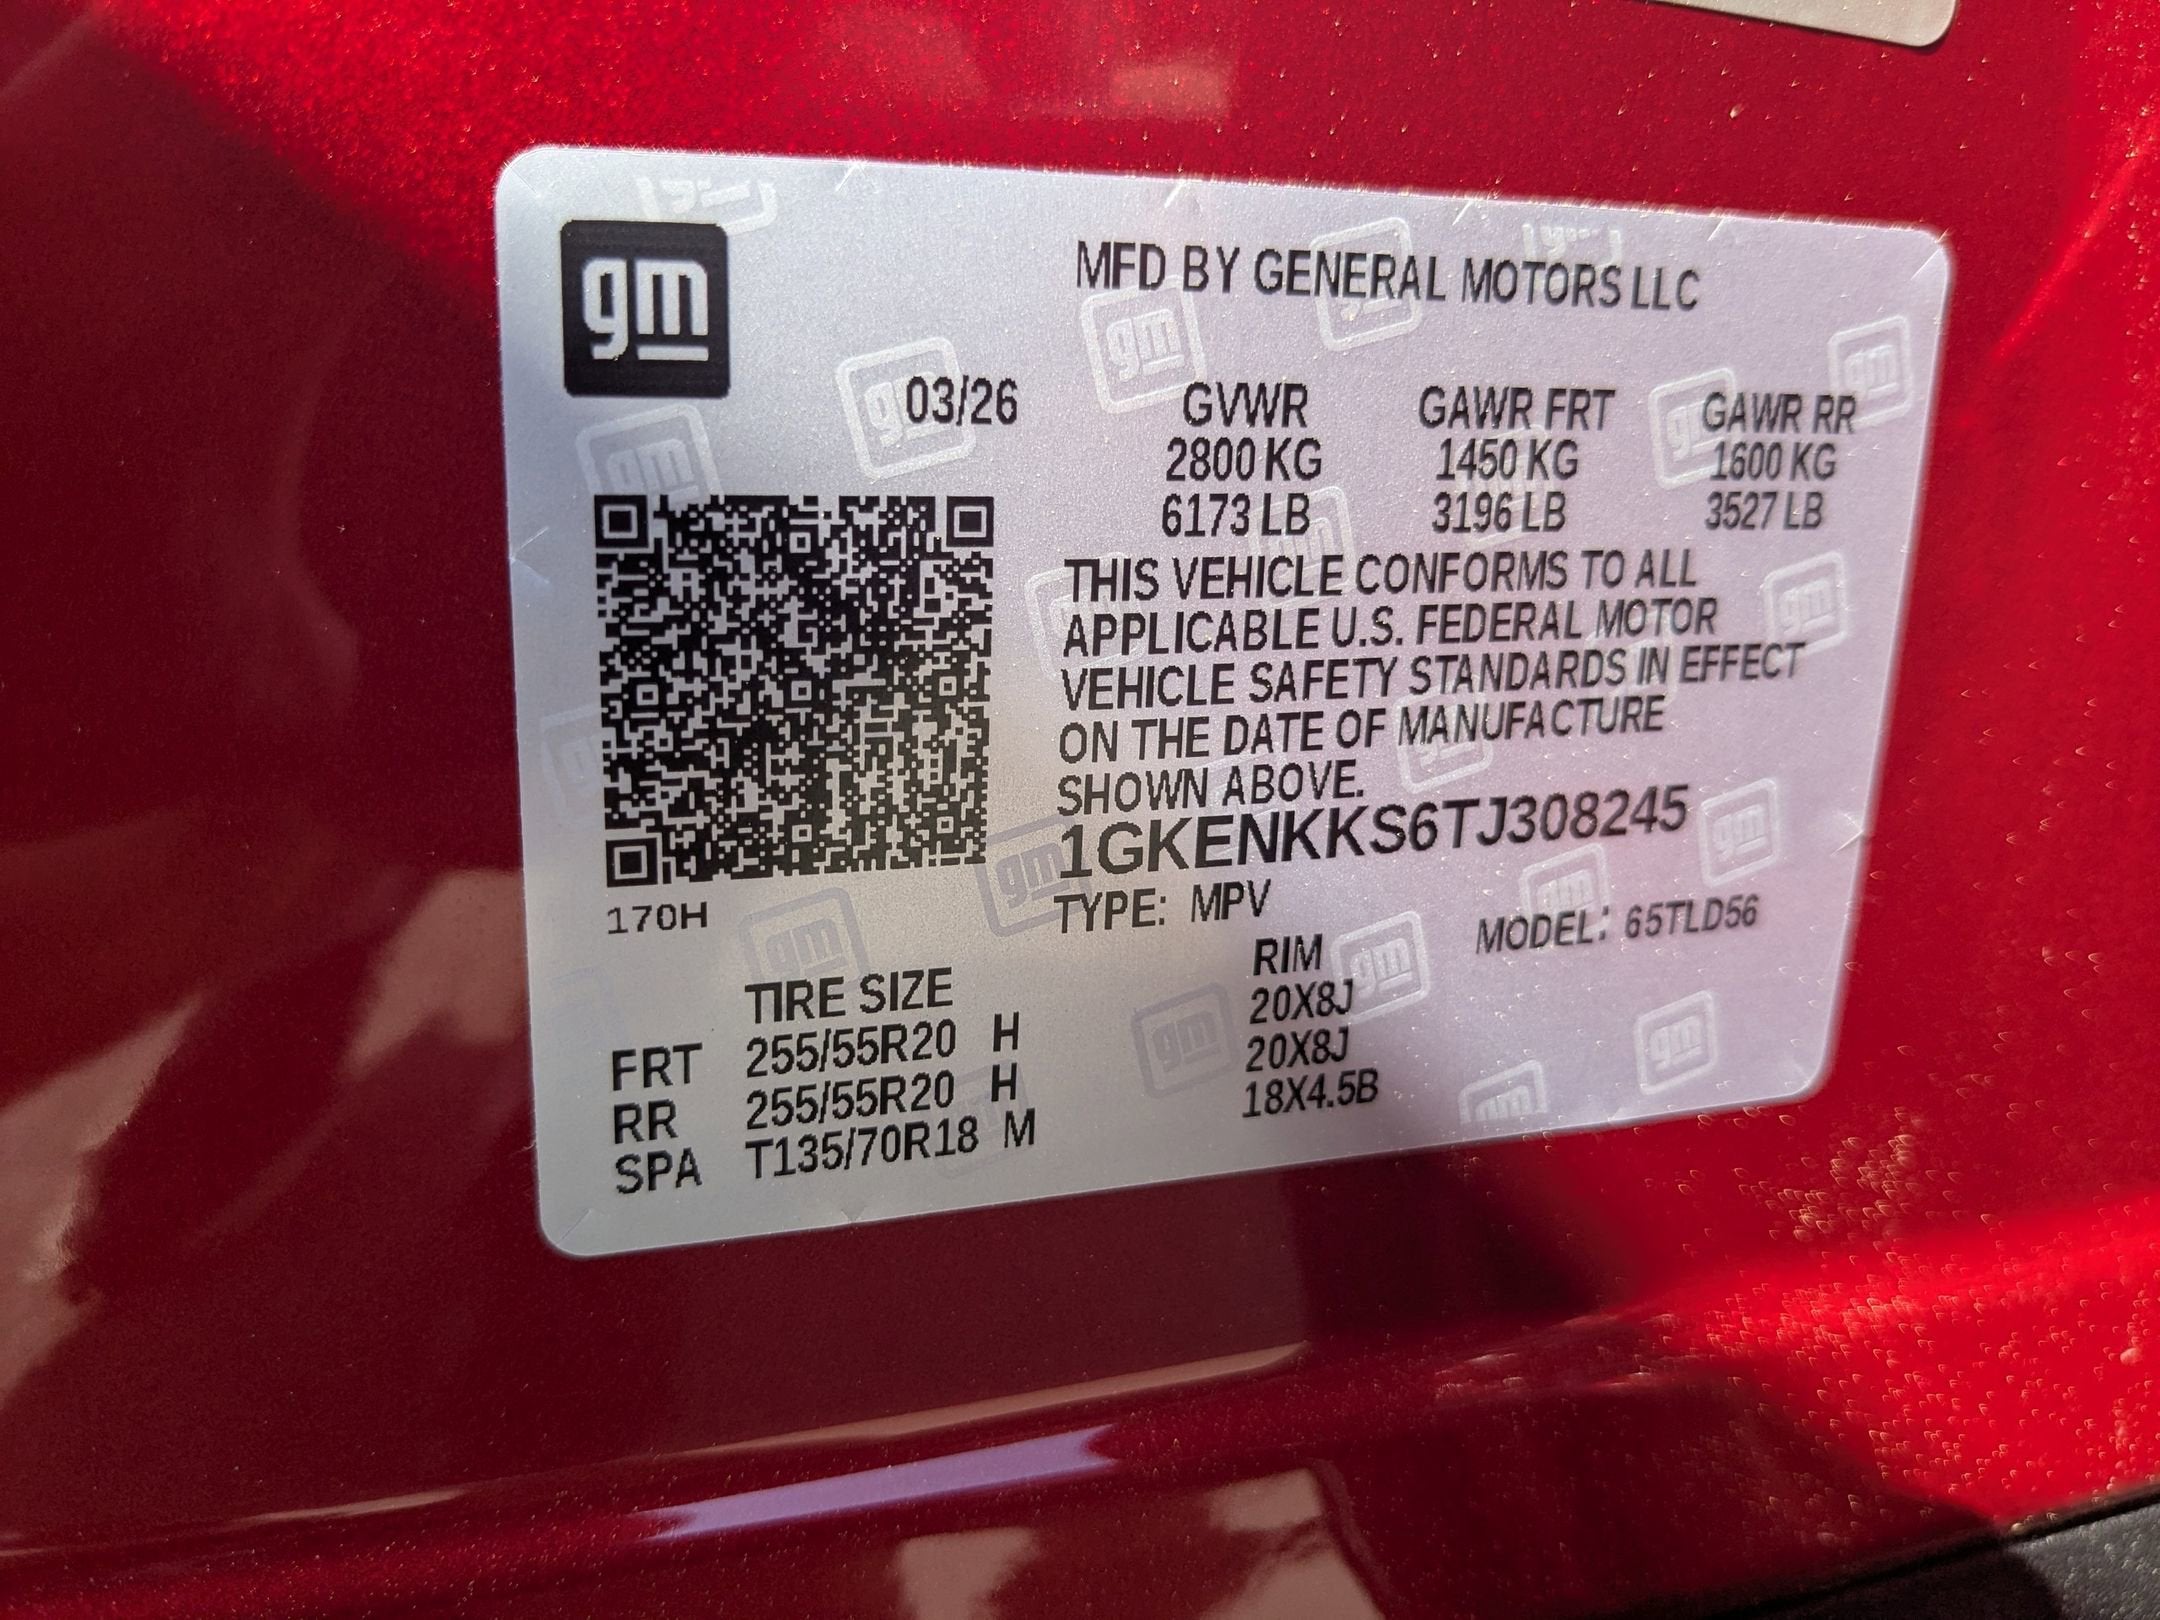 gm
MFD BY GENERAL MOTORS LLC
03/26 GVWR GAWR FRT GAWR RR
2800 KG 1450 KG 1600 KG
6173 LB 3196 LB 3527 LB
THIS VEHICLE CONFORMS TO ALL
APPLICABLE U.S. FEDERAL MOTOR
VEHICLE SAFETY STANDARDS IN EFFECT
ON THE DATE OF MANUFACTURE
SHOWN ABOVE.
1GKENKKS6TJ308245
170H TYPE: MPV MODEL: 65TLD56
TIRE SIZE RIM
FRT 255/55R20 H 20X8J
RR 255/55R20 H 20X8J
SPA T135/70R18 M 18X4.5B